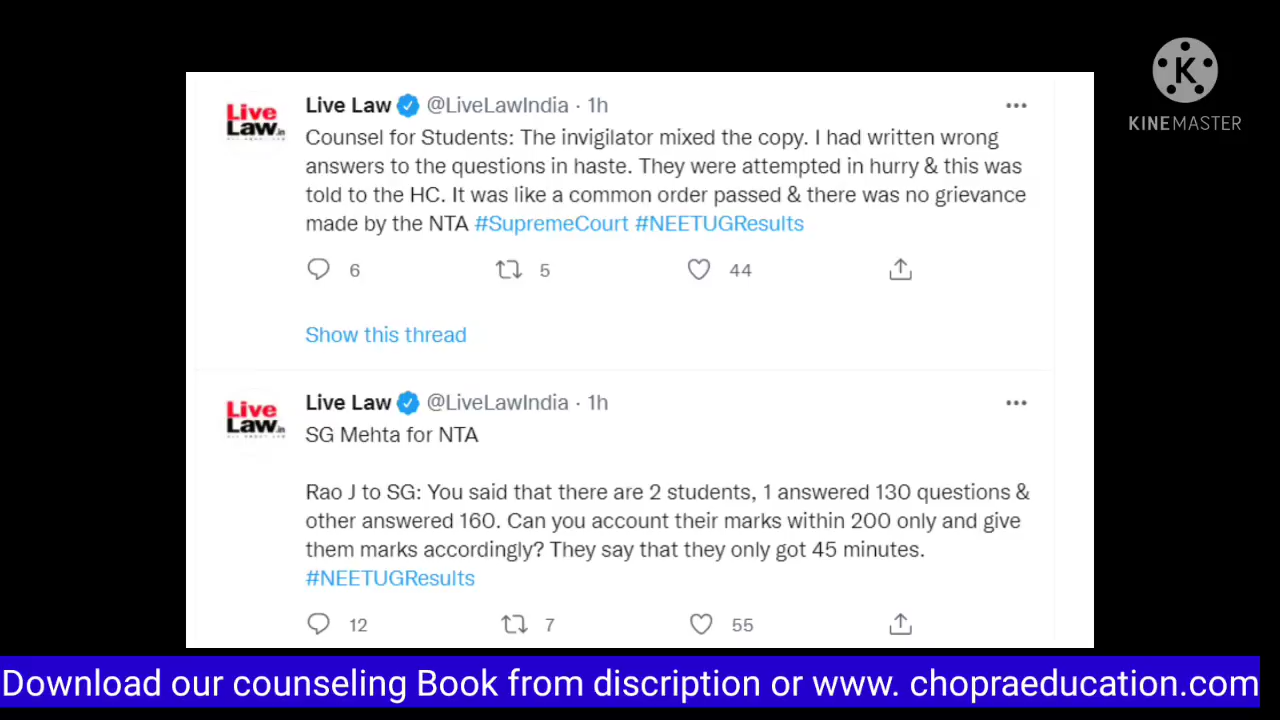 K
KINEMASTER
Live Law @LiveLawIndia · 1h
Live
Law.in
Counsel for Students: The invigilator mixed the copy. I had written wrong
answers to the questions in haste. They were attempted in hurry & this was
told to the HC. It was like a common order passed & there was no grievance
made by the NTA #SupremeCourt #NEETUGResults
6 5 44
Show this thread
Live Law @LiveLawIndia · 1h
Live
Law.in
SG Mehta for NTA
Rao J to SG: You said that there are 2 students, 1 answered 130 questions &
other answered 160. Can you account their marks within 200 only and give
them marks accordingly? They say that they only got 45 minutes.
#NEETUGResults
12 7 55
Download our counseling Book from discription or www. chopraeducation.com